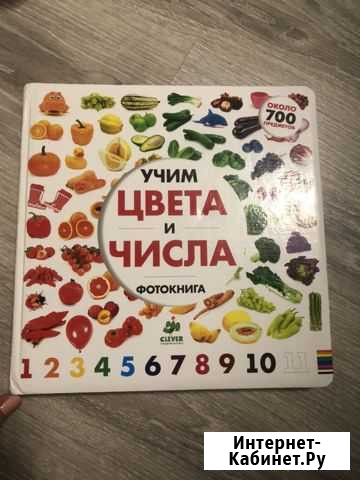 ОКОЛО
700
ПРЕДМЕТОВ
УЧИМ
ЦВЕТА
И
ЧИСЛА
ФОТОКНИГА
CLEVER
1 2 3 4 5 6 7 8 9 10 11
Интернет-
Кабинет.Ру